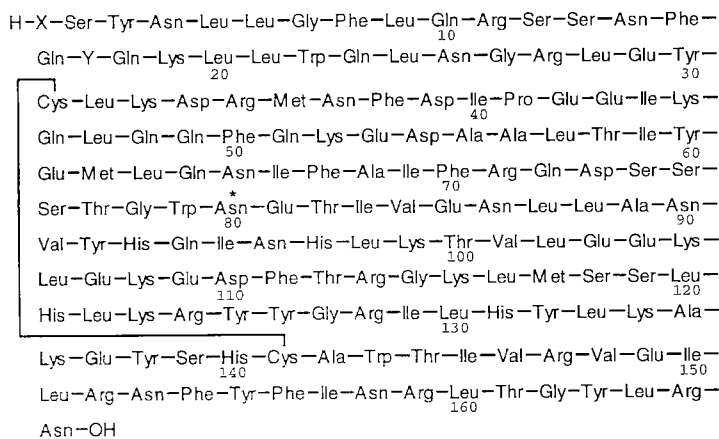 H–X–Ser–Tyr–Asn–Leu–Leu–Gly–Phe–Leu–Gln–Arg–Ser–Ser–Asn–Phe–
10
Gln–Y–Gln–Lys–Leu–Leu–Trp–Gln–Leu–Asn–Gly–Arg–Leu–Glu–Tyr–
20 30
Cys–Leu–Lys–Asp–Arg–Met–Asn–Phe–Asp–Ile–Pro–Glu–Glu–Ile–Lys–
40
Gln–Leu–Gln–Gln–Phe–Gln–Lys–Glu–Asp–Ala–Ala–Leu–Thr–Ile–Tyr–
50 60
Glu–Met–Leu–Gln–Asn–Ile–Phe–Ala–Ile–Phe–Arg–Gln–Asp–Ser–Ser–
* 70
Ser–Thr–Gly–Trp–Asn–Glu–Thr–Ile–Val–Glu–Asn–Leu–Leu–Ala–Asn–
80 90
Val–Tyr–His–Gln–Ile–Asn–His–Leu–Lys–Thr–Val–Leu–Glu–Glu–Lys–
100
Leu–Glu–Lys–Glu–Asp–Phe–Thr–Arg–Gly–Lys–Leu–Met–Ser–Ser–Leu–
110 120
His–Leu–Lys–Arg–Tyr–Tyr–Gly–Arg–Ile–Leu–His–Tyr–Leu–Lys–Ala–
130
Lys–Glu–Tyr–Ser–His–Cys–Ala–Trp–Thr–Ile–Val–Arg–Val–Glu–Ile–
140 150
Leu–Arg–Asn–Phe–Tyr–Phe–Ile–Asn–Arg–Leu–Thr–Gly–Tyr–Leu–Arg–
160
Asn–OH